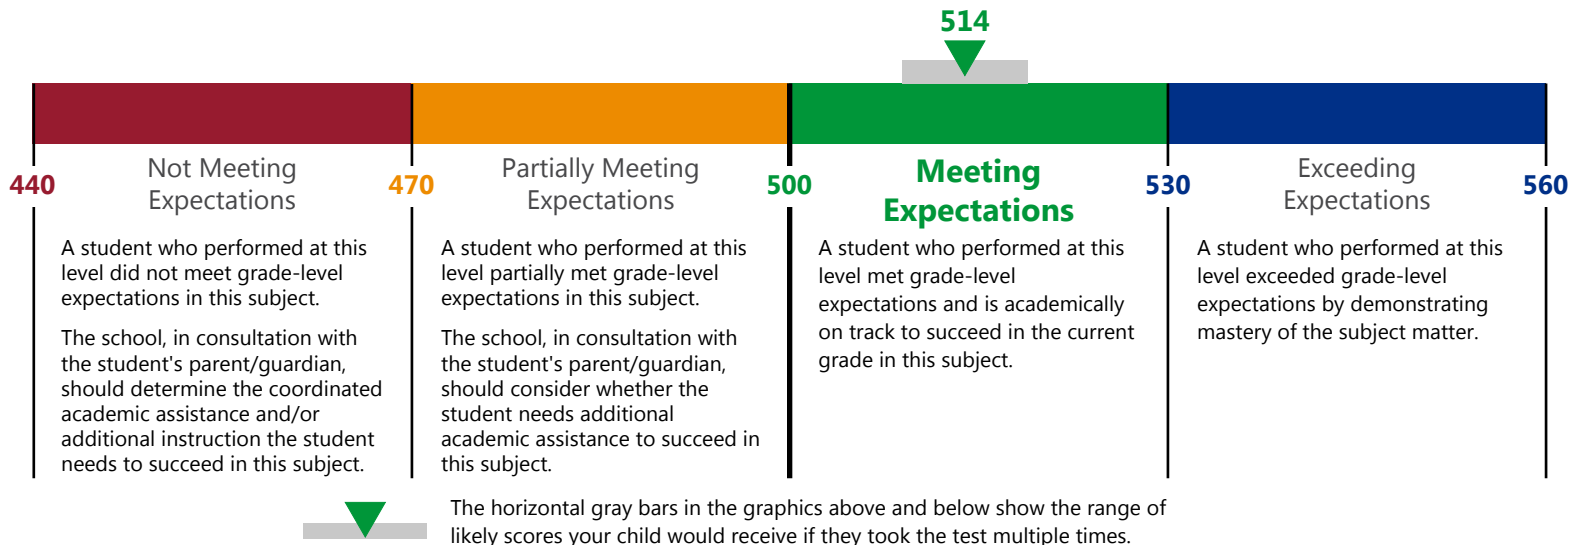 514
440
Not Meeting
Expectations
470
Partially Meeting
Expectations
500
Meeting
Expectations
530
Exceeding
Expectations
560
A student who performed at this
level did not meet grade-level
expectations in this subject.
The school, in consultation with
the student's parent/guardian,
should determine the coordinated
academic assistance and/or
additional instruction the student
needs to succeed in this subject.
A student who performed at this
level partially met grade-level
expectations in this subject.
The school, in consultation with
the student's parent/guardian,
should consider whether the
student needs additional
academic assistance to succeed in
this subject.
A student who performed at this
level met grade-level
expectations and is academically
on track to succeed in the current
grade in this subject.
A student who performed at this
level exceeded grade-level
expectations by demonstrating
mastery of the subject matter.
The horizontal gray bars in the graphics above and below show the range of
likely scores your child would receive if they took the test multiple times.